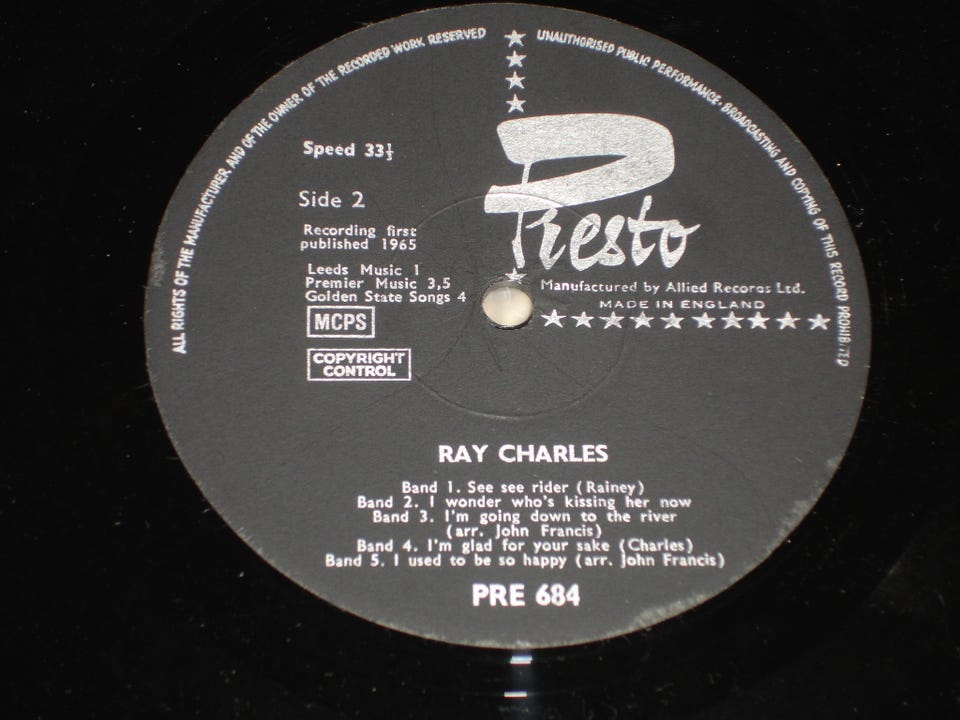 ALL RIGHTS OF THE MANUFACTURER AND OF THE OWNER OF THE RECORDED WORK RESERVED
UNAUTHORISED PUBLIC PERFORMANCE · BROADCASTING AND COPYING OF THIS RECORD PROHIBITED
Presto
Speed 33⅓
Side 2
Recording first
published 1965
Leeds Music 1
Premier Music 3,5
Golden State Songs 4
MCPS
COPYRIGHT
CONTROL
Manufactured by Allied Records Ltd.
MADE IN ENGLAND
RAY CHARLES
Band 1. See see rider (Rainey)
Band 2. I wonder who's kissing her now
Band 3. I'm going down to the river
(arr. John Francis)
Band 4. I'm glad for your sake (Charles)
Band 5. I used to be so happy (arr. John Francis)
PRE 684